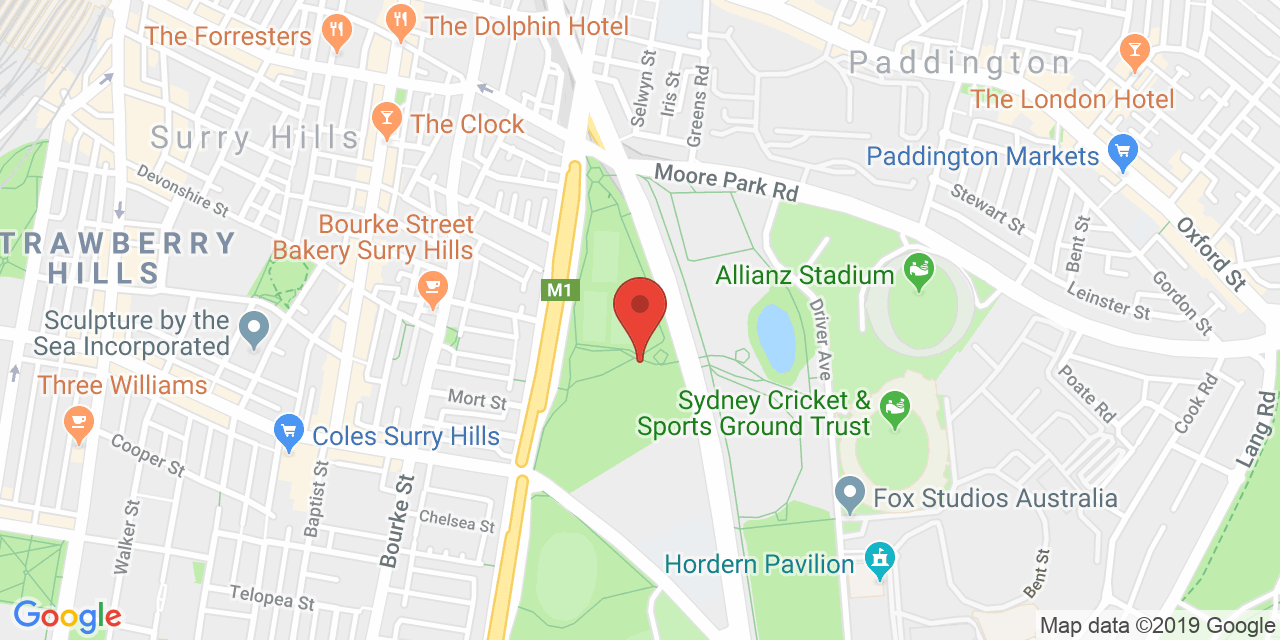 The Forresters
The Dolphin Hotel
Selwyn St
Iris St
Greens Rd
Paddington
The London Hotel
Surry Hills
The Clock
Paddington Markets
Moore Park Rd
Devonshire St
Stewart St
Bourke Street
Bakery Surry Hills
TRAWBERRY
HILLS
Oxford St
Bent St
Allianz Stadium
M1
Leinster St
Gordon St
Driver Ave
Sculpture by the
Sea Incorporated
Three Williams
Mort St
Sydney Cricket &
Sports Ground Trust
Poate Rd
Cook Rd
Lang Rd
Coles Surry Hills
Cooper St
Baptist St
Bourke St
Walker St
Chelsea St
Fox Studios Australia
Hordern Pavilion
Bent St
Telopea St
Google
Map data ©2019 Google